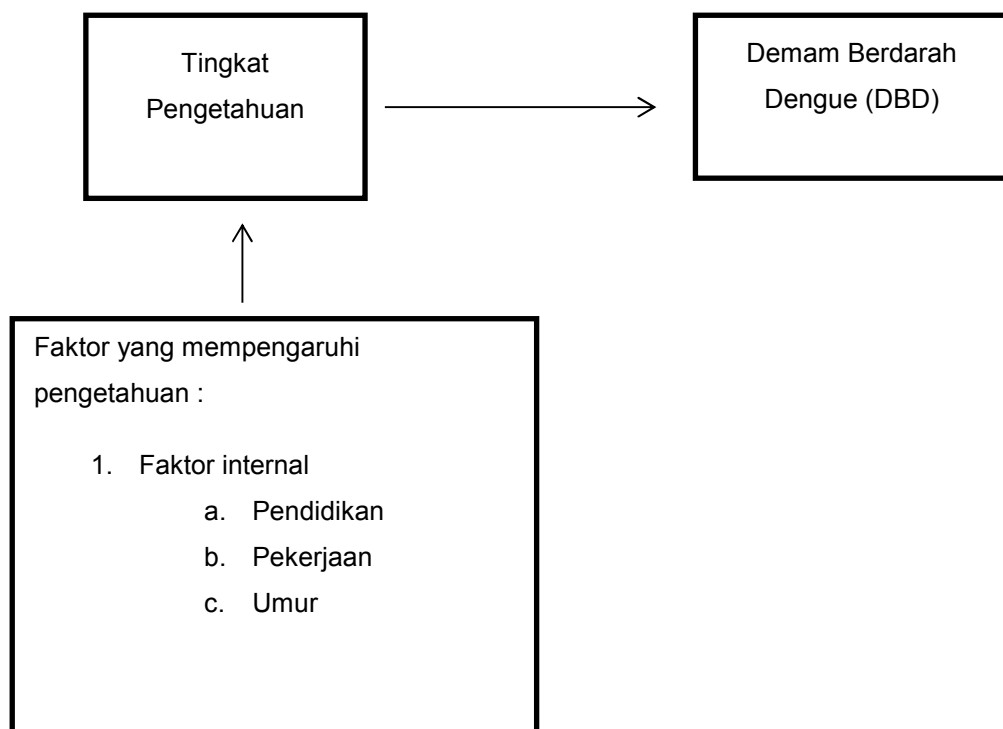 Tingkat
Pengetahuan
Demam Berdarah
Dengue (DBD)
Faktor yang mempengaruhi
pengetahuan :
1. Faktor internal
a. Pendidikan
b. Pekerjaan
c. Umur